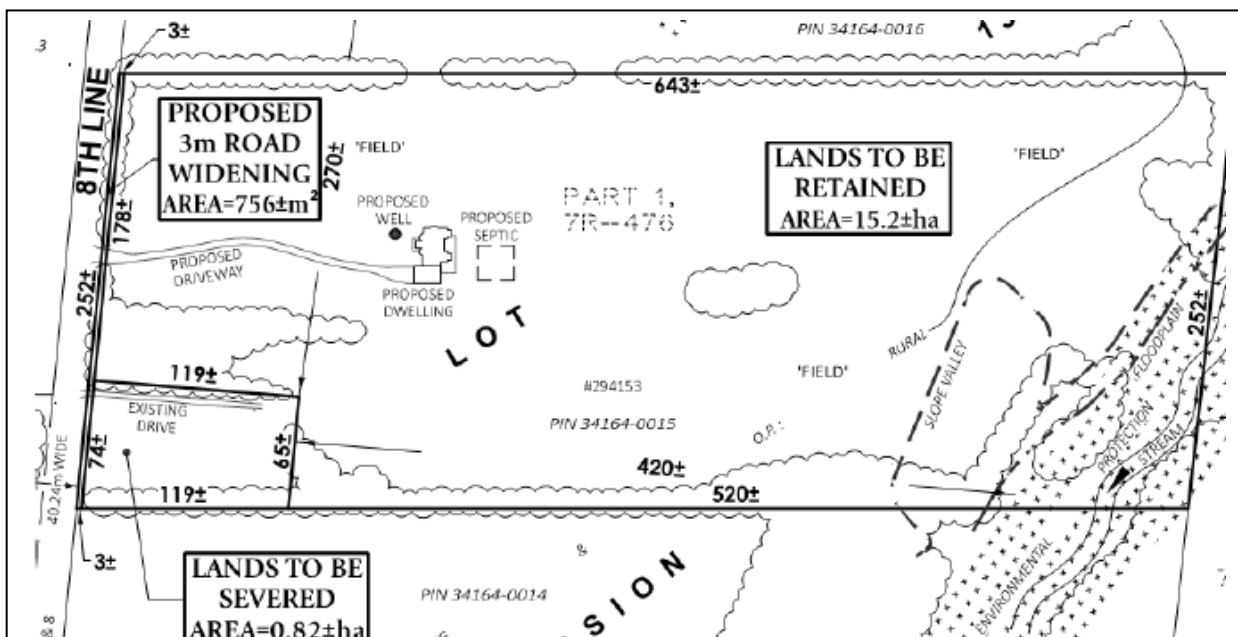 3
3±
PIN 34164-0016
8TH LINE
643±
PROPOSED
3m ROAD
WIDENING
AREA=756±m²
270±
"FIELD"
LANDS TO BE
RETAINED
AREA=15.2±ha
"FIELD"
PART 1,
7R-476
PROPOSED
WELL
PROPOSED
SEPTIC
178±
PROPOSED
DRIVEWAY
PROPOSED
DWELLING
252±
LOT
RURAL
252±
FLOODPLAIN
119±
"FIELD"
SLOPE VALLEY
#294153
EXISTING
DRIVE
PIN 34164-0015
O.P.:
PROTECTION
STREAM
74±
65±
40.24m WIDE
420±
119±
520±
3±
ENVIRONMENTAL
&
SION
LANDS TO BE
SEVERED
AREA=0.82±ha
PIN 34164-0014
& 8